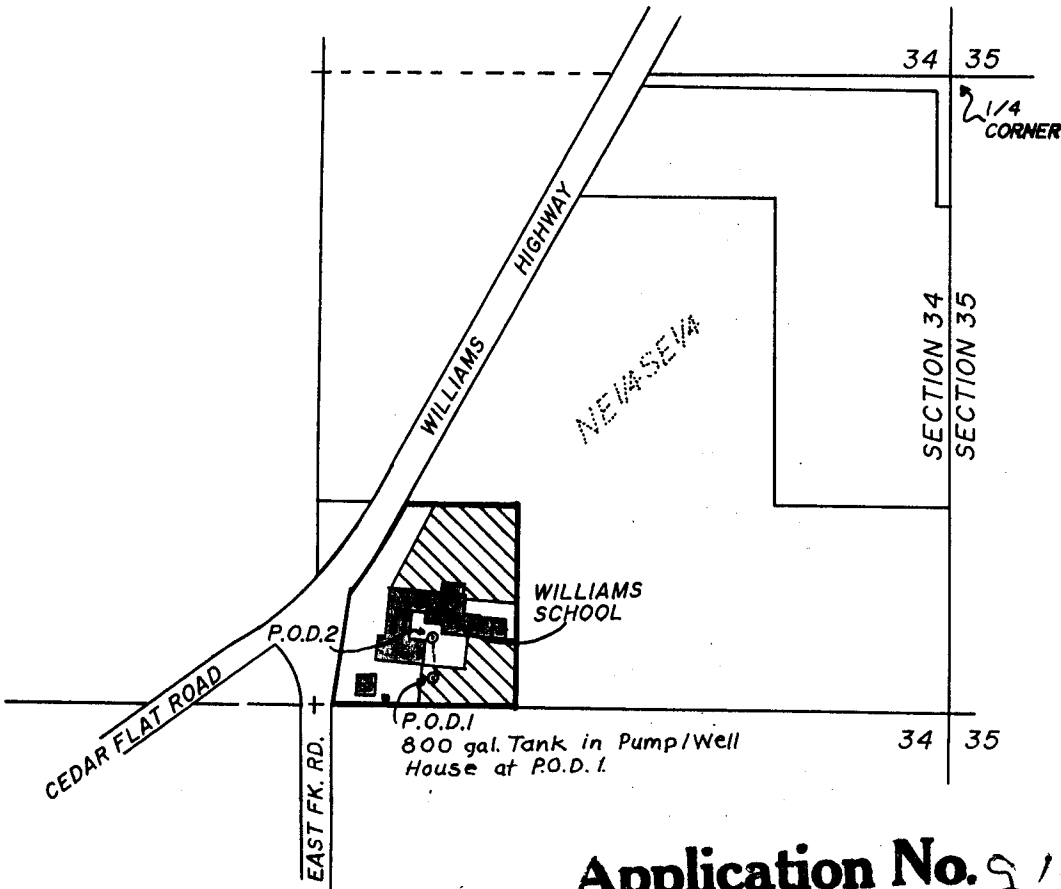 34 35
1/4
CORNER
WILLIAMS HIGHWAY
NE1/4SE1/4
SECTION 34
SECTION 35
WILLIAMS
SCHOOL
P.O.D.2
CEDAR FLAT ROAD
P.O.D.1
800 gal. Tank in Pump/Well
House at P.O.D.1.
34 35
EAST FK. RD.
Application No.